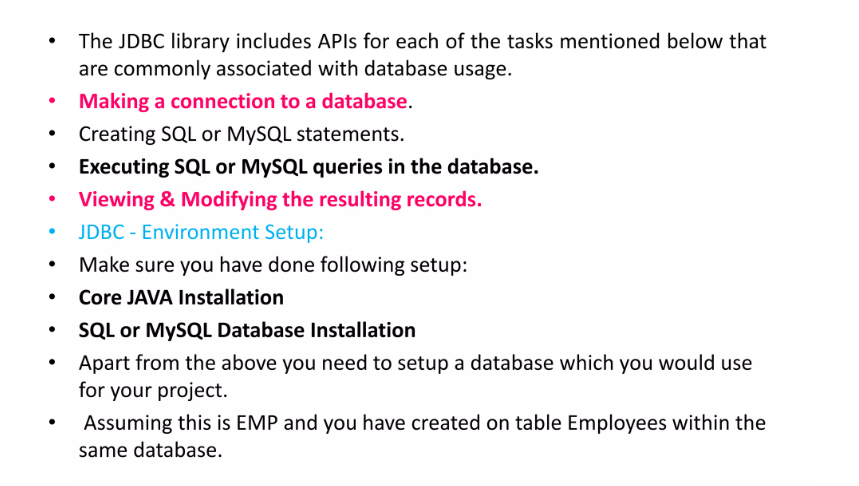 • The JDBC library includes APIs for each of the tasks mentioned below that
are commonly associated with database usage.
• Making a connection to a database.
• Creating SQL or MySQL statements.
• Executing SQL or MySQL queries in the database.
• Viewing & Modifying the resulting records.
• JDBC - Environment Setup:
• Make sure you have done following setup:
• Core JAVA Installation
• SQL or MySQL Database Installation
• Apart from the above you need to setup a database which you would use
for your project.
• Assuming this is EMP and you have created on table Employees within the
same database.